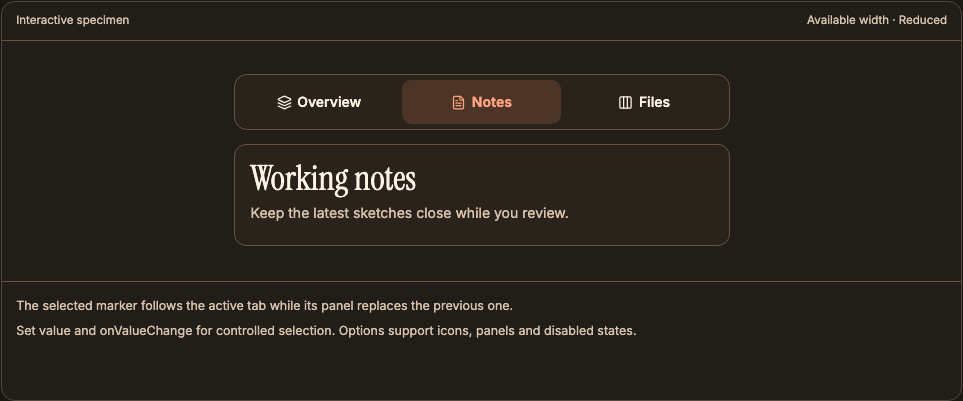 Interactive specimen
Available width · Reduced
Overview
Notes
Files
Working notes
Keep the latest sketches close while you review.
The selected marker follows the active tab while its panel replaces the previous one.
Set value and onValueChange for controlled selection. Options support icons, panels and disabled states.